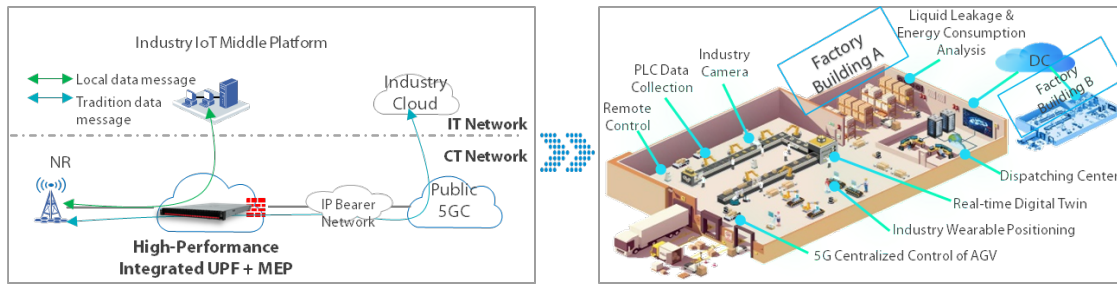 Industry IoT Middle Platform
Local data message
Tradition data
message
Industry
Cloud
IT Network
CT Network
NR
IP Bearer
Network
Public
5GC
High-Performance
Integrated UPF + MEP
Liquid Leakage &
Energy Consumption
Analysis
Factory
Building A
Industry
Camera
PLC Data
Collection
Remote
Control
DC
Factory
Building B
Dispatching Center
Real-time Digital Twin
Industry Wearable Positioning
5G Centralized Control of AGV